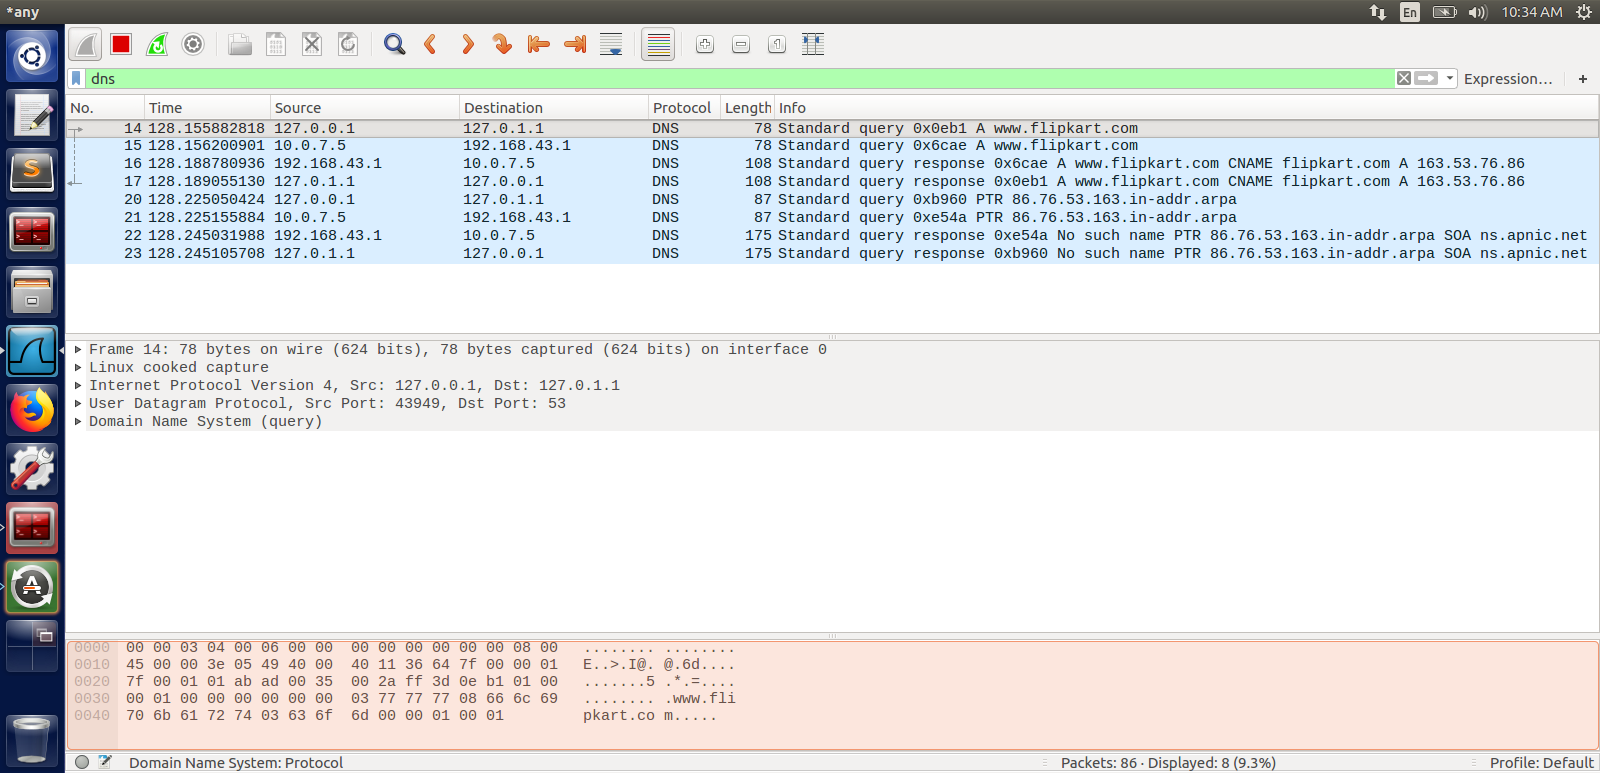 *any
En
10:34 AM
dns
Expression…
+
No. Time Source Destination Protocol Length Info
14 128.155882818 127.0.0.1 127.0.1.1 DNS 78 Standard query 0x0eb1 A www.flipkart.com
15 128.156200901 10.0.7.5 192.168.43.1 DNS 78 Standard query 0x6cae A www.flipkart.com
16 128.188780936 192.168.43.1 10.0.7.5 DNS 108 Standard query response 0x6cae A www.flipkart.com CNAME flipkart.com A 163.53.76.86
17 128.189055130 127.0.1.1 127.0.0.1 DNS 108 Standard query response 0x0eb1 A www.flipkart.com CNAME flipkart.com A 163.53.76.86
20 128.225050424 127.0.0.1 127.0.1.1 DNS 87 Standard query 0xb960 PTR 86.76.53.163.in-addr.arpa
21 128.225155884 10.0.7.5 192.168.43.1 DNS 87 Standard query 0xe54a PTR 86.76.53.163.in-addr.arpa
22 128.245031988 192.168.43.1 10.0.7.5 DNS 175 Standard query response 0xe54a No such name PTR 86.76.53.163.in-addr.arpa SOA ns.apnic.net
23 128.245105708 127.0.1.1 127.0.0.1 DNS 175 Standard query response 0xb960 No such name PTR 86.76.53.163.in-addr.arpa SOA ns.apnic.net
Frame 14: 78 bytes on wire (624 bits), 78 bytes captured (624 bits) on interface 0
Linux cooked capture
Internet Protocol Version 4, Src: 127.0.0.1, Dst: 127.0.1.1
User Datagram Protocol, Src Port: 43949, Dst Port: 53
Domain Name System (query)
0000 00 00 03 04 00 06 00 00 00 00 00 00 00 00 08 00 ........ ........
0010 45 00 00 3e 05 49 40 00 40 11 36 64 7f 00 00 01 E..>.I@. @.6d....
0020 7f 00 01 01 ab ad 00 35 00 2a ff 3d 0e b1 01 00 .......5 .*.=....
0030 00 01 00 00 00 00 00 00 03 77 77 77 08 66 6c 69 ........ .www.fli
0040 70 6b 61 72 74 03 63 6f 6d 00 00 01 00 01 pkart.co m.....
Domain Name System: Protocol
Packets: 86 · Displayed: 8 (9.3%)
Profile: Default